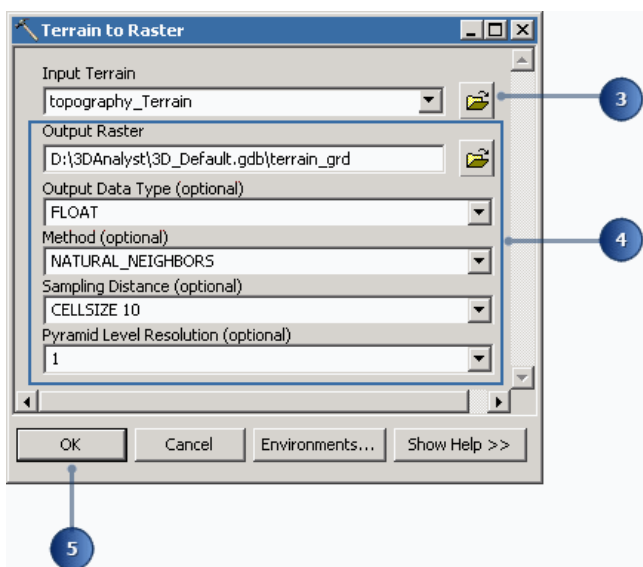 Terrain to Raster
Input Terrain
topography_Terrain
3
Output Raster
D:\3DAnalyst\3D_Default.gdb\terrain_grd
Output Data Type (optional)
FLOAT
Method (optional)
NATURAL_NEIGHBORS
4
Sampling Distance (optional)
CELLSIZE 10
Pyramid Level Resolution (optional)
1
OK
Cancel
Environments...
Show Help >>
5